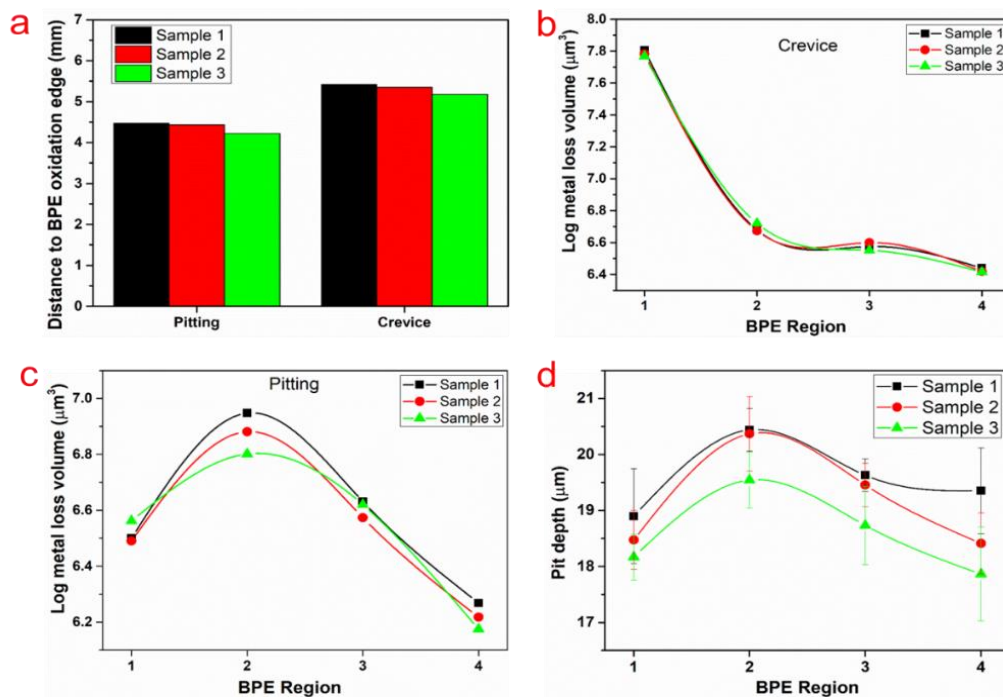 a
Distance to BPE oxidation edge (mm)
7
6
5
4
3
2
1
0
Sample 1
Sample 2
Sample 3
Pitting
Crevice
b
Log metal loss volume (μm³)
8.0
7.8
7.6
7.4
7.2
7.0
6.8
6.6
6.4
Crevice
Sample 1
Sample 2
Sample 3
1 2 3 4
BPE Region
c
Log metal loss volume (μm³)
7.0
6.8
6.6
6.4
6.2
Pitting
Sample 1
Sample 2
Sample 3
1 2 3 4
BPE Region
d
Pit depth (μm)
21
20
19
18
17
Sample 1
Sample 2
Sample 3
1 2 3 4
BPE Region